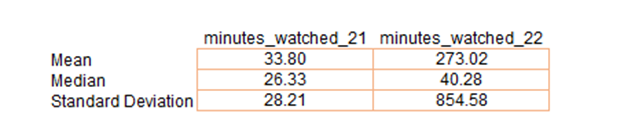 minutes_watched_21 minutes_watched_22
Mean 33.80 273.02
Median 26.33 40.28
Standard Deviation 28.21 854.58